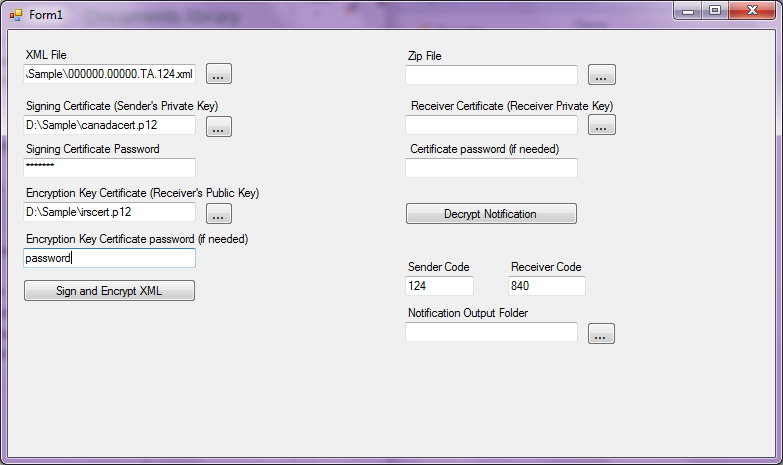 Form1
XML File
\Sample\000000.00000.TA.124.xml
...
Signing Certificate (Sender's Private Key)
D:\Sample\canadacert.p12
...
Signing Certificate Password
*******
Encryption Key Certificate (Receiver's Public Key)
D:\Sample\irscert.p12
...
Encryption Key Certificate password (if needed)
password
Sign and Encrypt XML
Zip File
...
Receiver Certificate (Receiver Private Key)
...
Certificate password (if needed)
Decrypt Notification
Sender Code
124
Receiver Code
840
Notification Output Folder
...